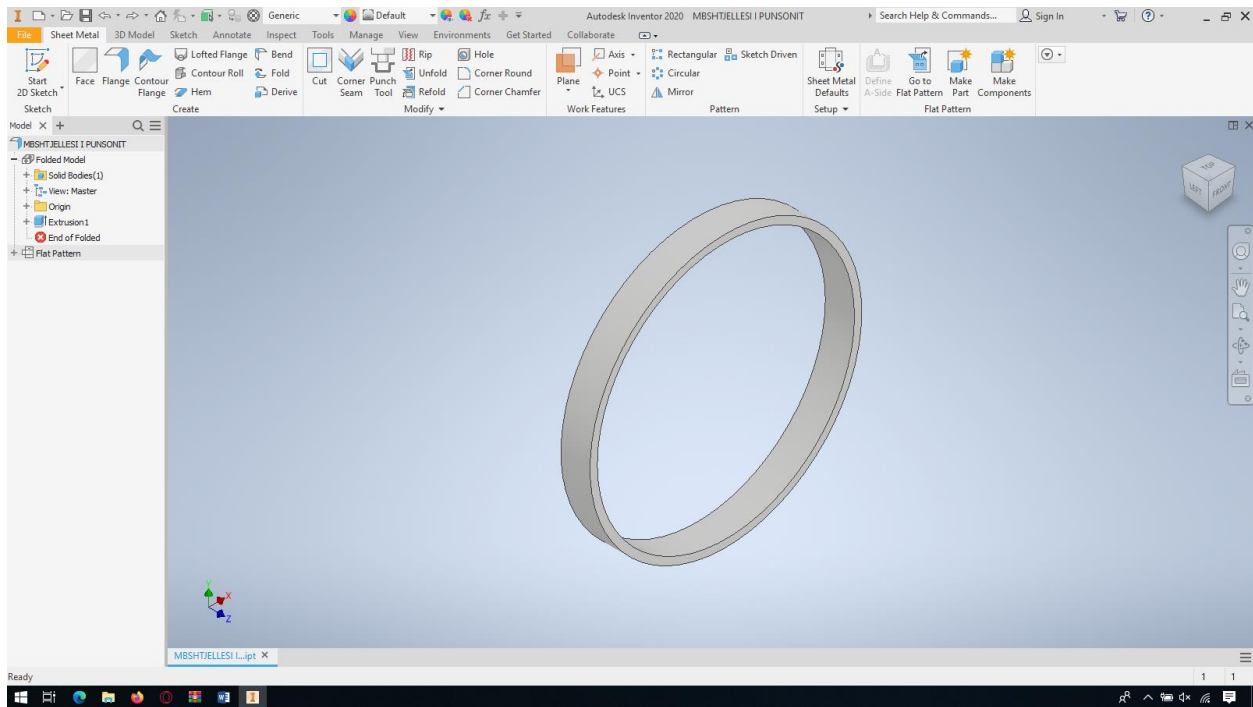 Generic Default fx Autodesk Inventor 2020 MBSHTJELLESI I PUNSONIT Search Help & Commands... Sign In
File Sheet Metal 3D Model Sketch Annotate Inspect Tools Manage View Environments Get Started Collaborate
Start 2D Sketch
Face
Flange
Contour Flange
Lofted Flange
Contour Roll
Hem
Bend
Fold
Derive
Cut
Corner Seam
Punch Tool
Rip
Unfold
Refold
Hole
Corner Round
Corner Chamfer
Plane
Axis
Point
UCS
Rectangular
Circular
Mirror
Sketch Driven
Sheet Metal Defaults
Define A-Side
Go to Flat Pattern
Make Part
Make Components
Sketch Create Modify Work Features Pattern Setup Flat Pattern
Model
MBSHTJELLESI I PUNSONIT
Folded Model
Solid Bodies(1)
View: Master
Origin
Extrusion1
End of Folded
Flat Pattern
TOP
LEFT
FRONT
Y
X
Z
MBSHTJELLESI I...ipt
Ready 1 1